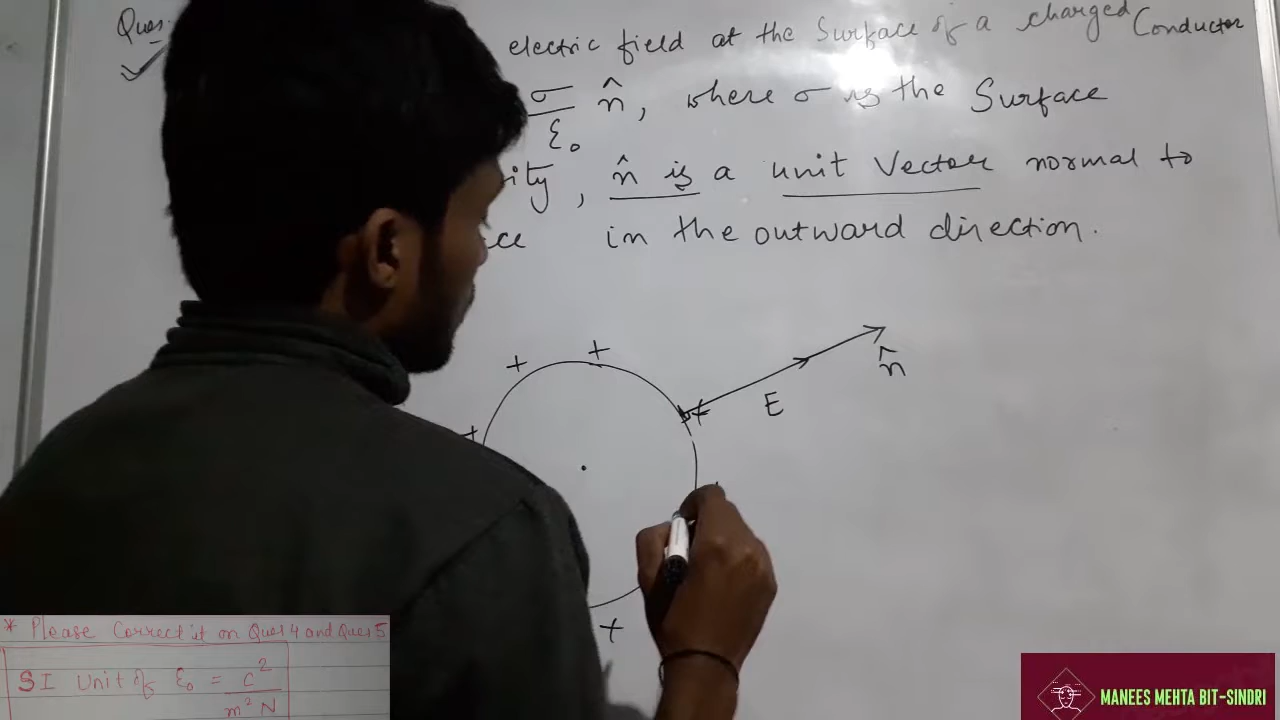 Ques.
electric field at the Surface of a charged Conductor
σ/ε₀ n̂, where σ is the Surface
ity, n̂ is a unit Vector normal to
ce in the outward direction.
+ +
+ +
E n̂
+
* Please Correct it on Ques 4 and Ques 5
SI Unit of ε₀ = c²/m² N
MANEES MEHTA BIT-SINDRI